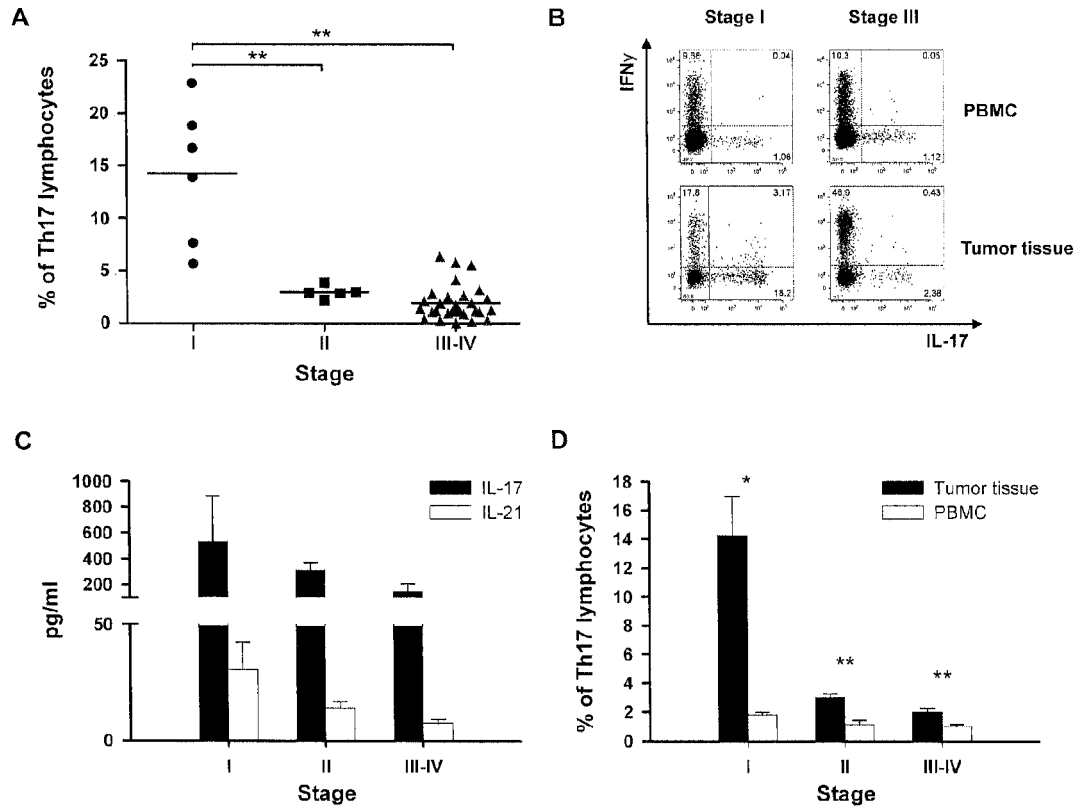 A
**
**
25
20
15
10
5
0
% of Th17 lymphocytes
I II III-IV
Stage
B
Stage I Stage III
IFNγ
9.36 0.04
1.06
10.3 0.05
1.12
PBMC
17.8 3.17
18.2
46.9 0.43
2.38
Tumor tissue
IL-17
C
1000
800
600
400
200
50
0
pg/ml
IL-17
IL-21
I II III-IV
Stage
D
18
16
14
12
10
8
6
4
2
0
% of Th17 lymphocytes
*
**
**
Tumor tissue
PBMC
I II III-IV
Stage